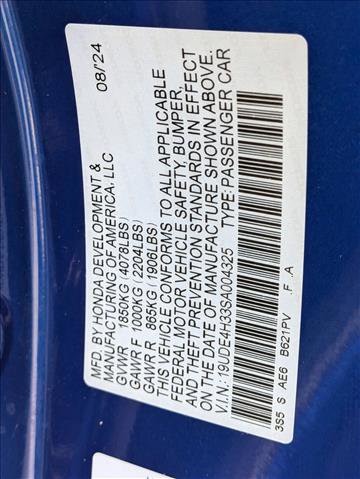 MFD. BY HONDA DEVELOPMENT & 08/'24
MANUFACTURING OF AMERICA, LLC
GVWR 1850KG (4078LBS)
GAWR F 1000KG (2204LBS)
GAWR R 865KG (1906LBS)
THIS VEHICLE CONFORMS TO ALL APPLICABLE
FEDERAL MOTOR VEHICLE SAFETY, BUMPER,
AND THEFT PREVENTION STANDARDS IN EFFECT
ON THE DATE OF MANUFACTURE SHOWN ABOVE.
V.I.N.: 19UDE4H33SA004325 TYPE: PASSENGER CAR
3S5 S AE6 B621PV .F .A